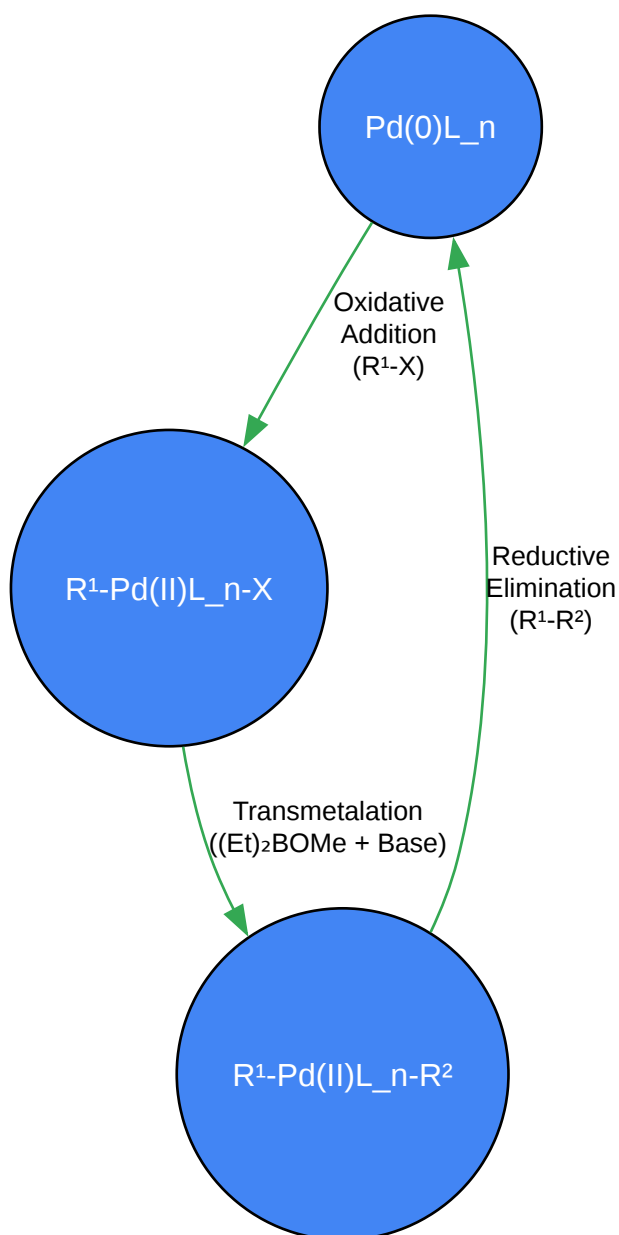 Pd(0)L_n
Oxidative
Addition
(R¹-X)
R¹-Pd(II)L_n-X
Reductive
Elimination
(R¹-R²)
Transmetalation
((Et)₂BOMe + Base)
R¹-Pd(II)L_n-R²